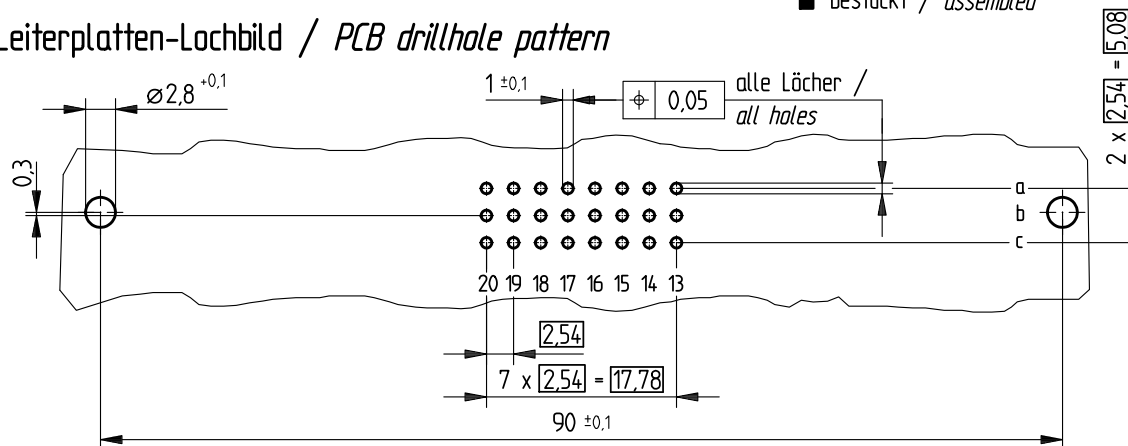 ■ bestückt / assembled
Leiterplatten-Lochbild / PCB drillhole pattern
⌀2,8 +0,1
1 ±0,1
⌖ 0,05
alle Löcher /
all holes
2 x 2,54 = 5,08
0,3
a
b
c
20 19 18 17 16 15 14 13
2,54
7 x 2,54 = 17,78
90 ±0,1